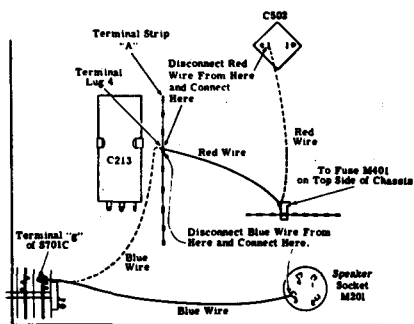 C502
Terminal Strip
"A"
Disconnect Red
Wire From Here
and Connect
Here
Terminal
Lug 4
C213
Red Wire
Red
Wire
To Fuse M401
on Top Side of Chassis
Terminal "8"
of S701C
Disconnect Blue Wire From
Here and Connect Here.
Blue
Wire
Speaker
Socket
M201
Blue Wire